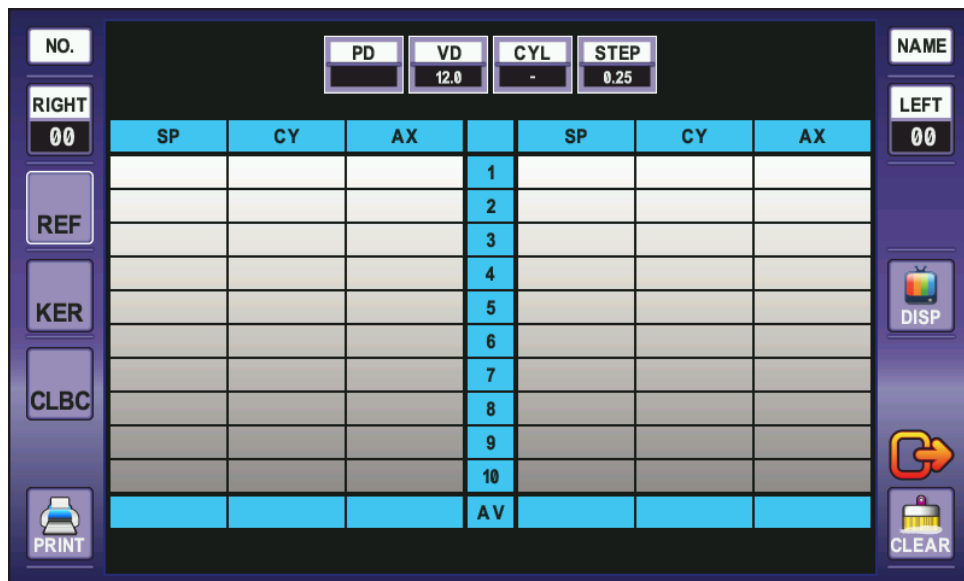 NO.
PD VD CYL STEP
12.0 - 0.25
NAME
RIGHT
00
LEFT
00
SP CY AX SP CY AX
1
2
3
4
5
6
7
8
9
10
AV
REF
KER
CLBC
PRINT
DISP
CLEAR